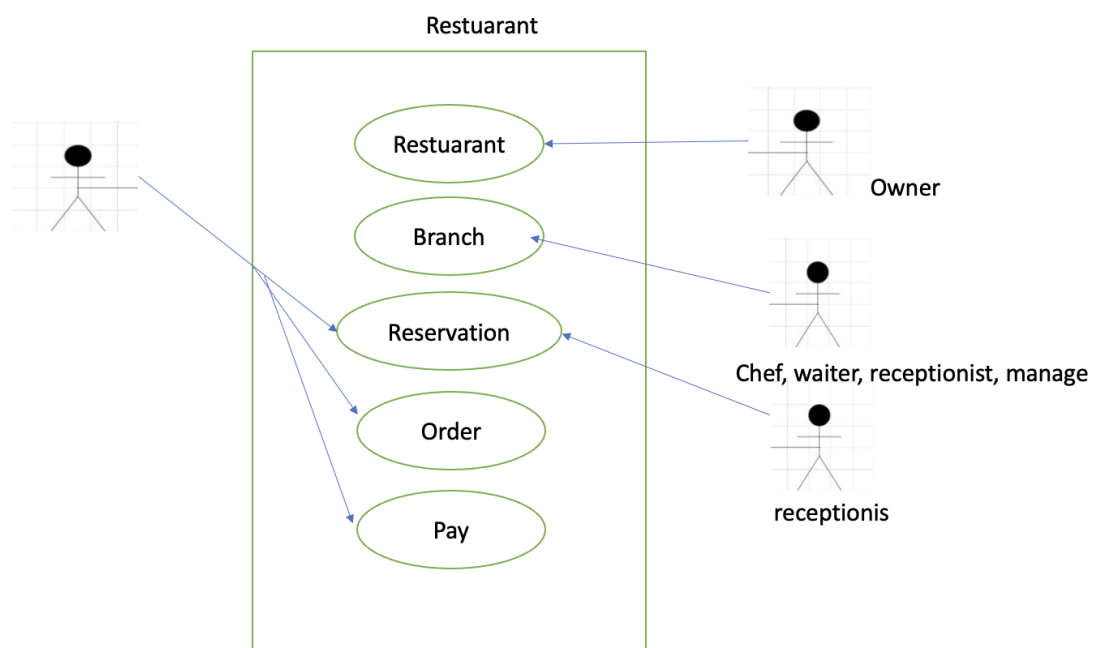 Restuarant
Restuarant
Owner
Branch
Reservation
Chef, waiter, receptionist, manage
Order
receptionis
Pay